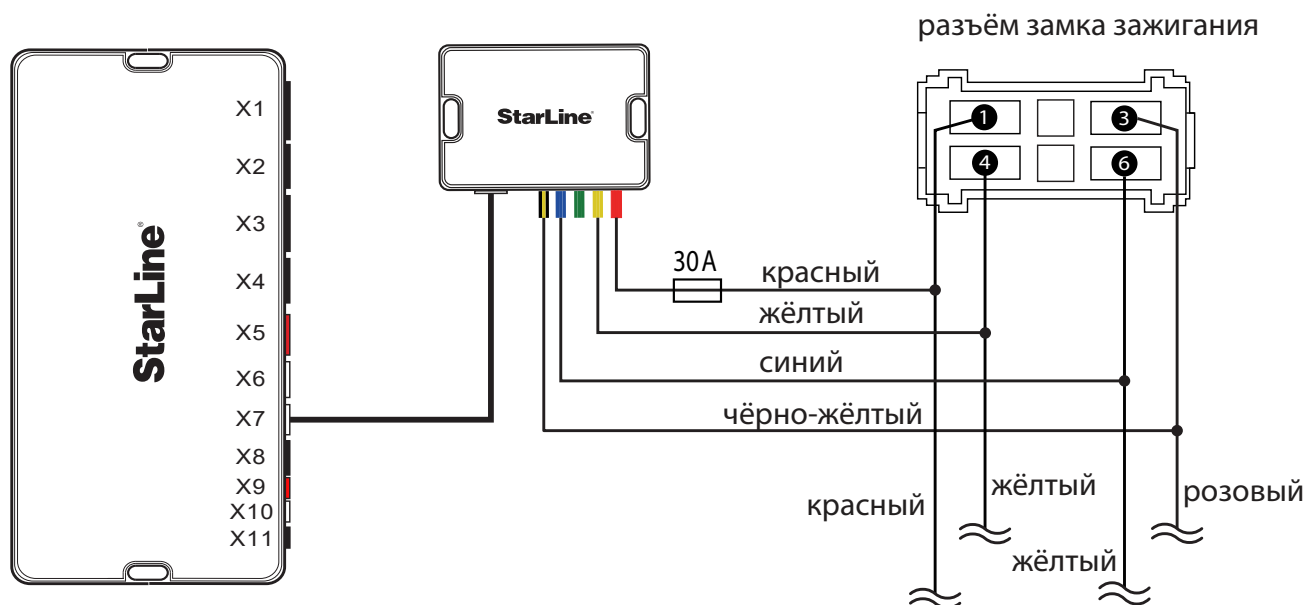 разъём замка зажигания
X1
X2
X3
X4
X5
X6
X7
X8
X9
X10
X11
StarLine®
StarLine®
1
3
4
6
30А
красный
жёлтый
синий
чёрно-жёлтый
красный
жёлтый
розовый
жёлтый